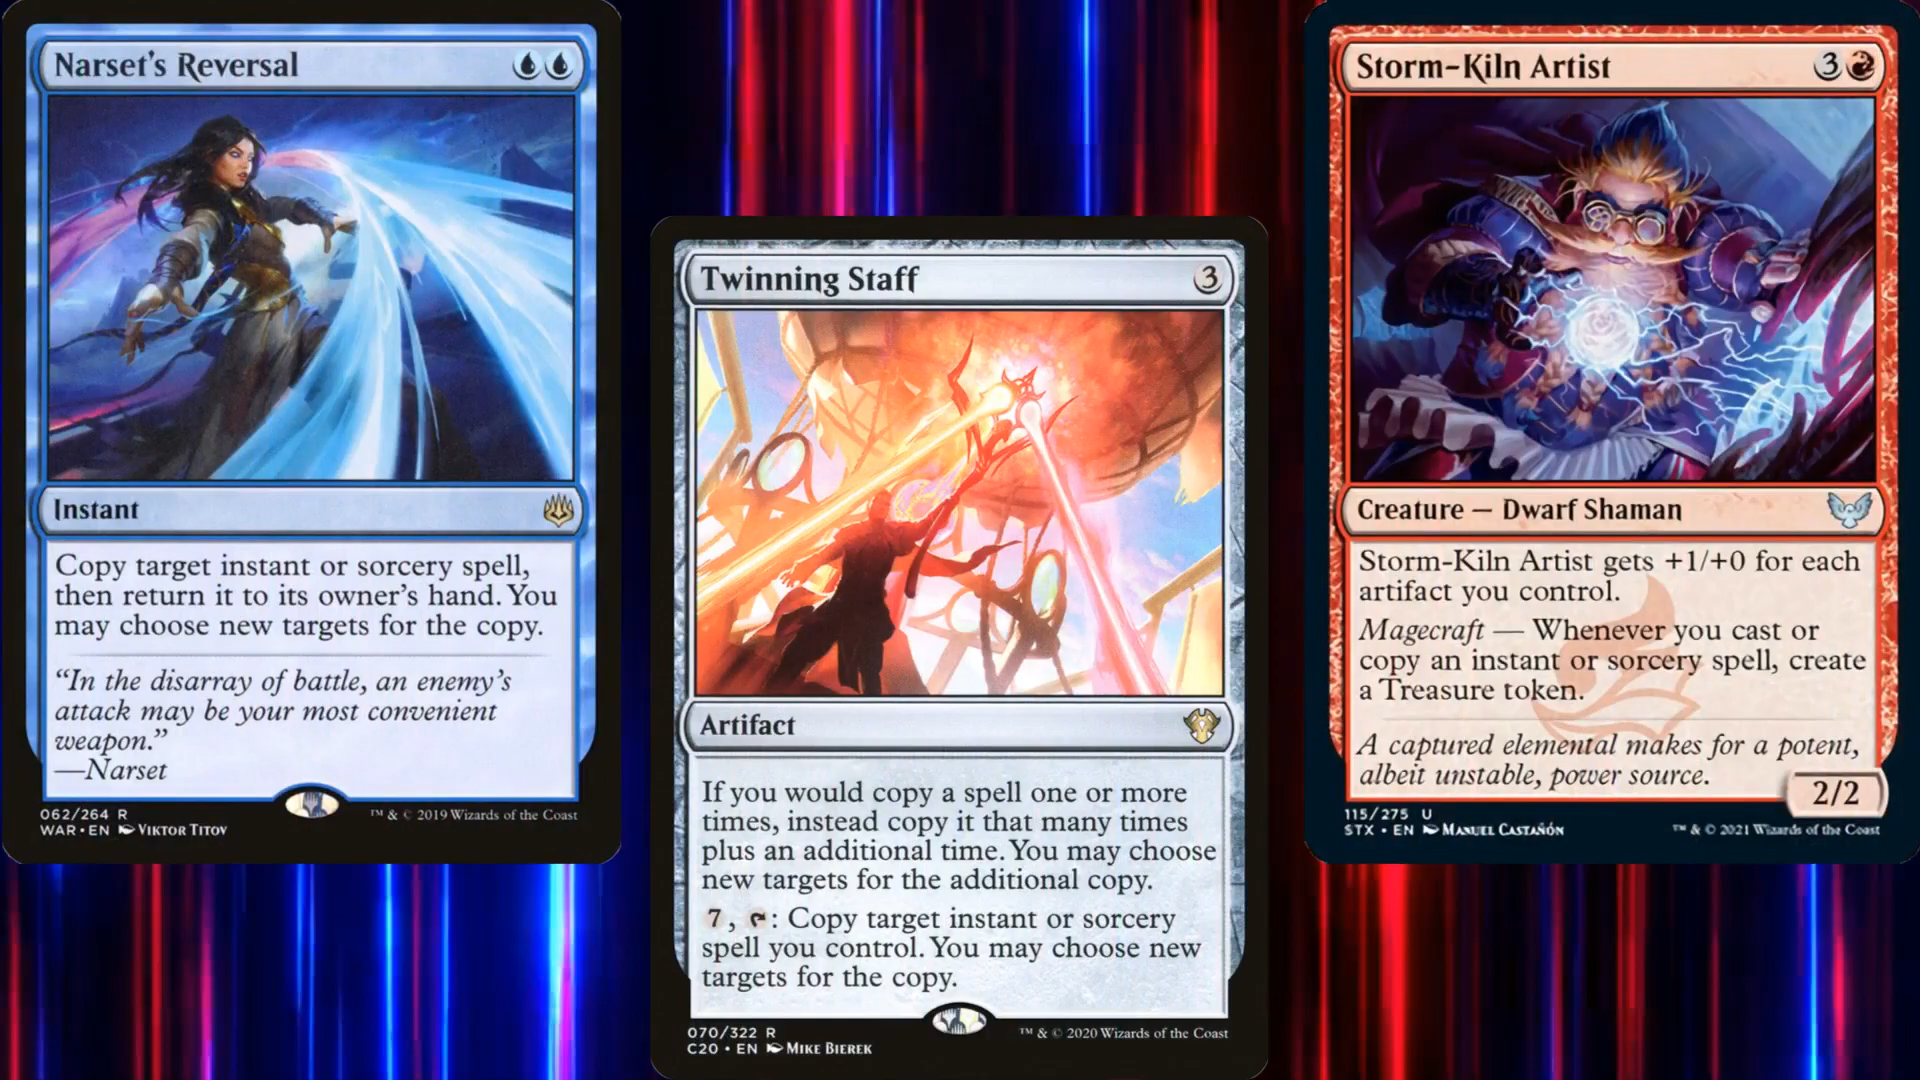 Narset's Reversal
Instant
Copy target instant or sorcery spell,
then return it to its owner's hand. You
may choose new targets for the copy.
"In the disarray of battle, an enemy's
attack may be your most convenient
weapon."
—Narset
062/264 R
WAR • EN Viktor Titov
™ & © 2019 Wizards of the Coast
Twinning Staff 3
Artifact
If you would copy a spell one or more
times, instead copy it that many times
plus an additional time. You may choose
new targets for the additional copy.
7, : Copy target instant or sorcery
spell you control. You may choose new
targets for the copy.
070/322 R
C20 • EN Mike Bierek
™ & © 2020 Wizards of the Coast
Storm-Kiln Artist 3
Creature — Dwarf Shaman
Storm-Kiln Artist gets +1/+0 for each
artifact you control.
Magecraft — Whenever you cast or
copy an instant or sorcery spell, create
a Treasure token.
A captured elemental makes for a potent,
albeit unstable, power source.
2/2
115/275 U
STX • EN Manuel Castañón
™ & © 2021 Wizards of the Coast